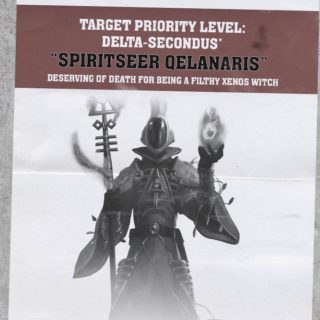 TARGET PRIORITY LEVEL:
DELTA-SECONDUS*
"SPIRITSEER QELANARIS"
DESERVING OF DEATH FOR BEING A FILTHY XENOS WITCH